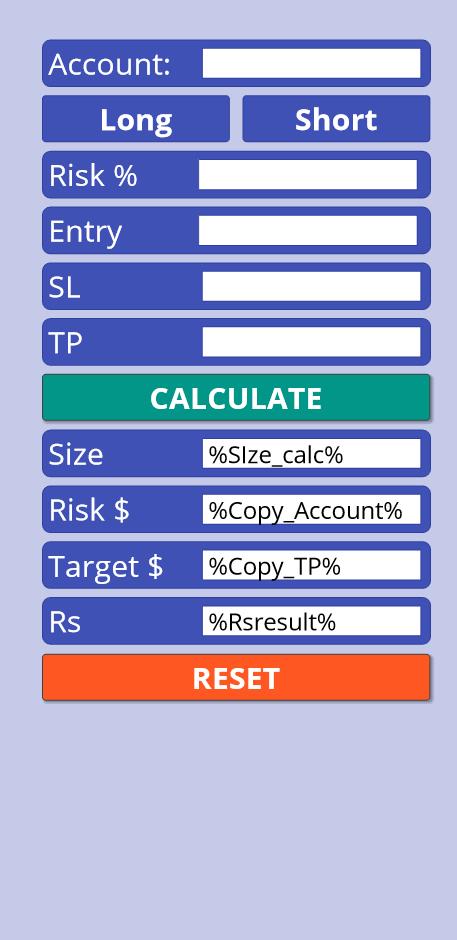 Account:
Long Short
Risk %
Entry
SL
TP
CALCULATE
Size %SIze_calc%
Risk $ %Copy_Account%
Target $ %Copy_TP%
Rs %Rsresult%
RESET